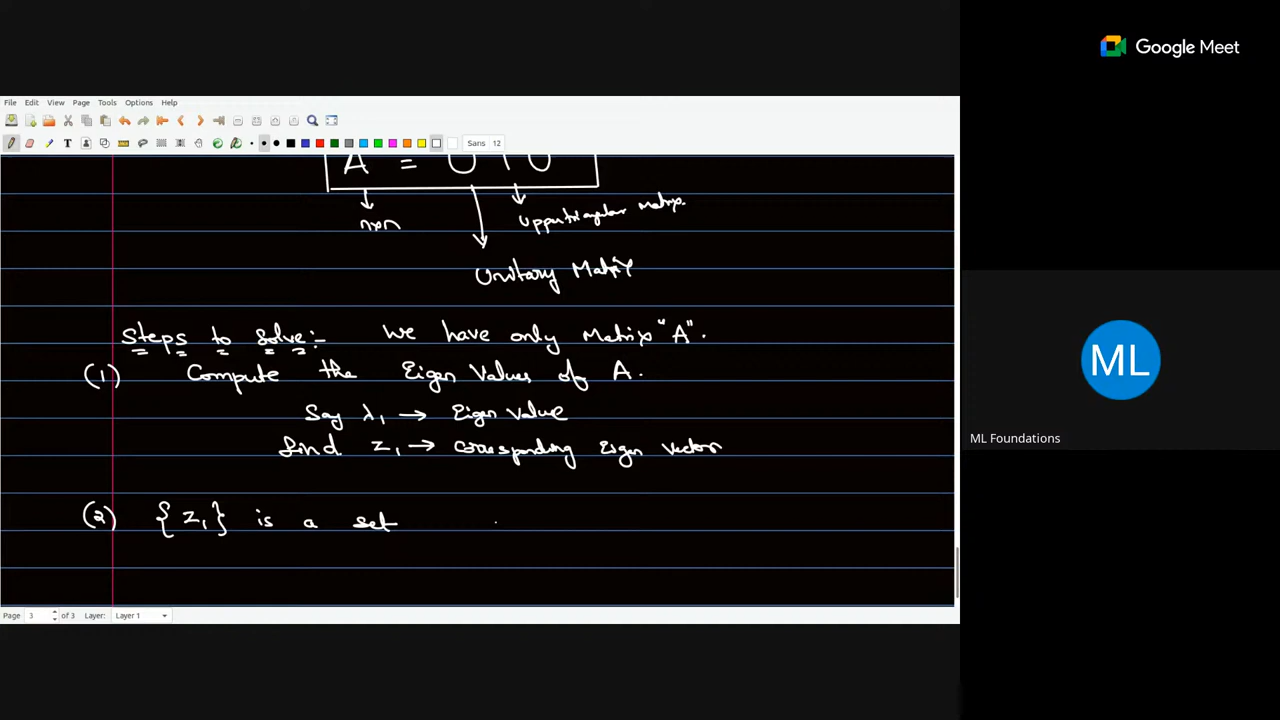 Google Meet
File Edit View Page Tools Options Help
Sans 12
A = U T U
nxn
Uppertriangular Matrix.
Unitary Matrix
Steps to Solve:- We have only Matrix "A".
(1) Compute the Eigen Values of A.
Say λ₁ → Eigen value
find z₁ → corresponding Eigen vector
(2) {z₁} is a set
ML
ML Foundations
Page 3 of 3 Layer: Layer 1